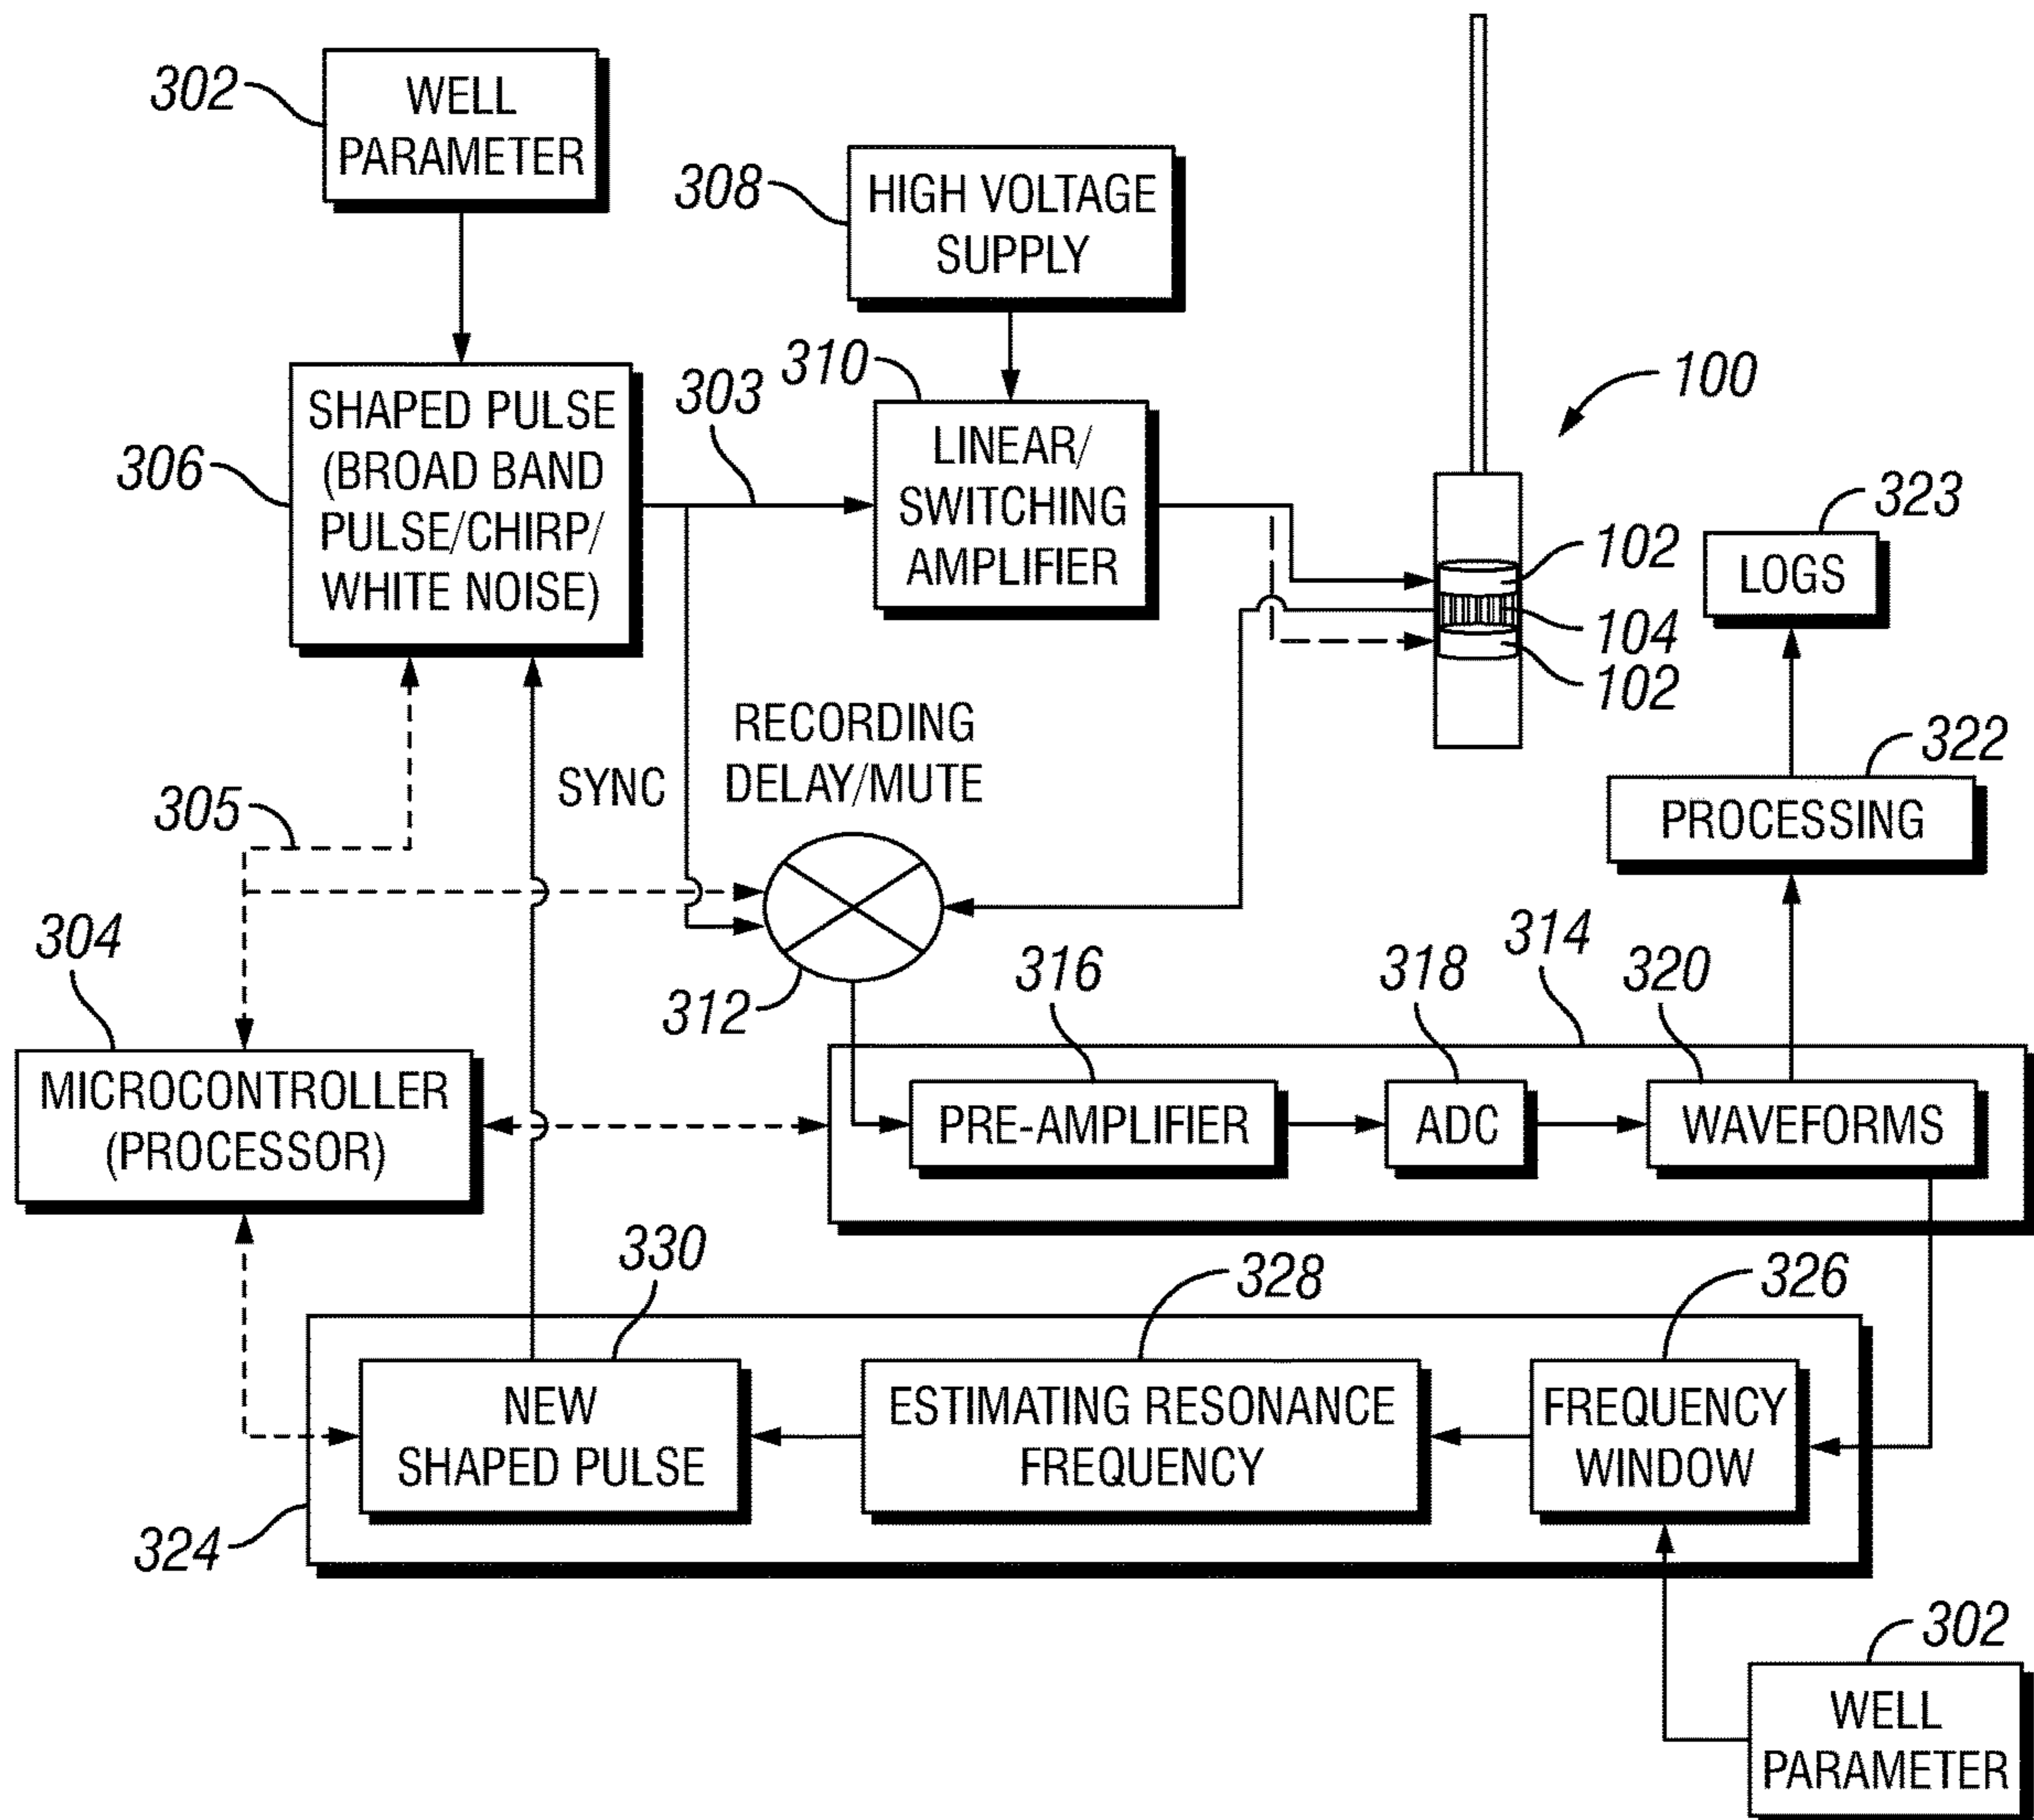 302
WELL
PARAMETER
308
HIGH VOLTAGE
SUPPLY
306
SHAPED PULSE
(BROAD BAND
PULSE/CHIRP/
WHITE NOISE)
303
310
LINEAR/
SWITCHING
AMPLIFIER
100
102
104
102
323
LOGS
322
PROCESSING
305
SYNC
RECORDING
DELAY/MUTE
312
304
MICROCONTROLLER
(PROCESSOR)
314
316
PRE-AMPLIFIER
318
ADC
320
WAVEFORMS
324
330
NEW
SHAPED PULSE
328
ESTIMATING RESONANCE
FREQUENCY
326
FREQUENCY
WINDOW
302
WELL
PARAMETER